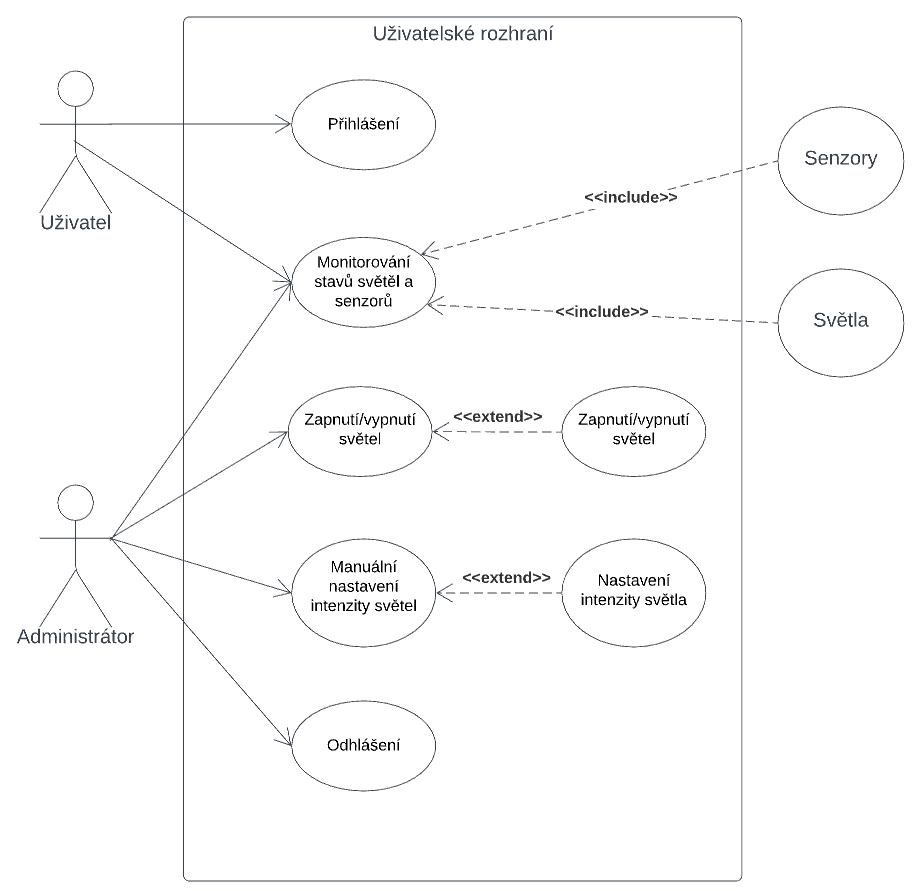 Uživatelské rozhraní
Přihlášení
Senzory
<<include>>
Uživatel
Monitorování
stavů světěl a
senzorů
<<include>>
Světla
Zapnutí/vypnutí
světel
<<extend>>
Zapnutí/vypnutí
světel
Manuální
nastavení
intenzity světel
<<extend>>
Nastavení
intenzity světla
Administrátor
Odhlášení